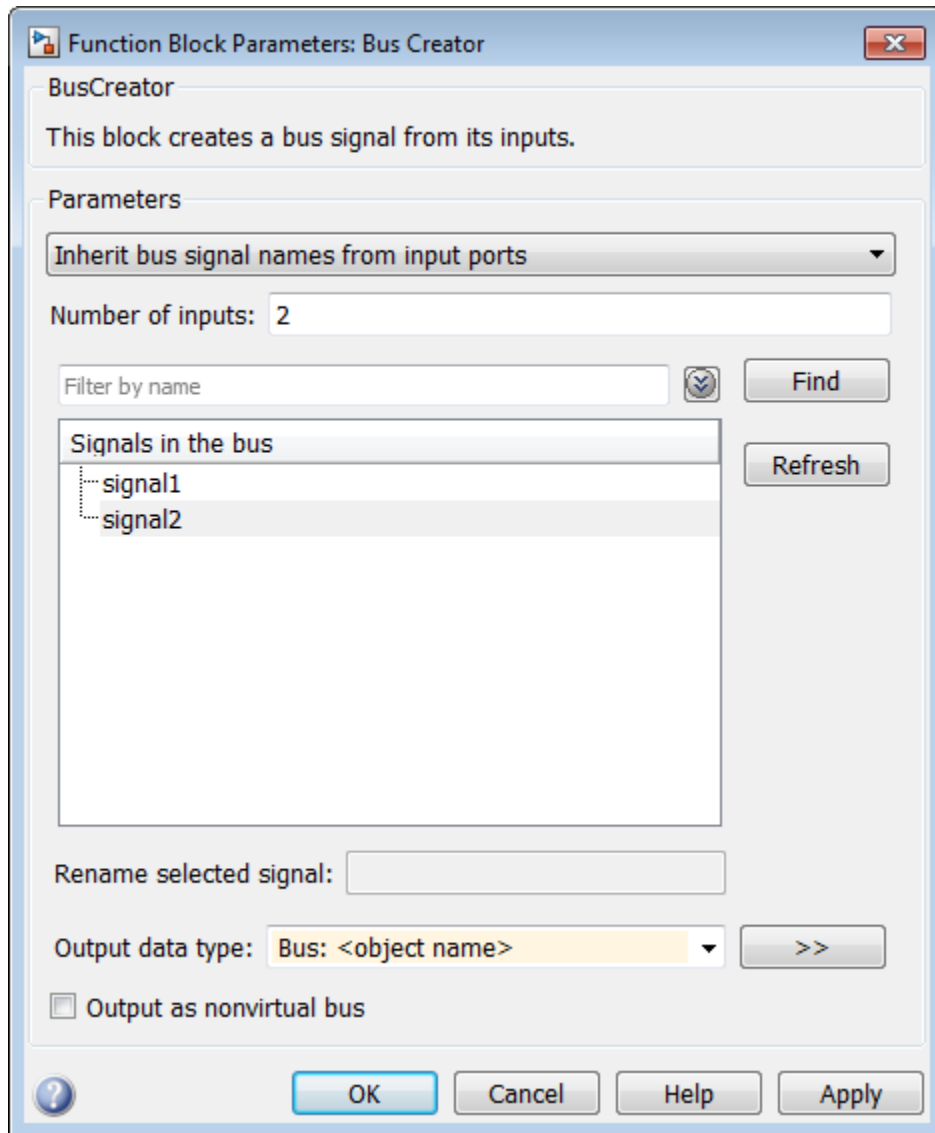 Function Block Parameters: Bus Creator
BusCreator
This block creates a bus signal from its inputs.
Parameters
Inherit bus signal names from input ports
Number of inputs: 2
Filter by name
Find
Signals in the bus
Refresh
signal1
signal2
Rename selected signal:
Output data type: Bus: <object name> >>
Output as nonvirtual bus
? OK Cancel Help Apply